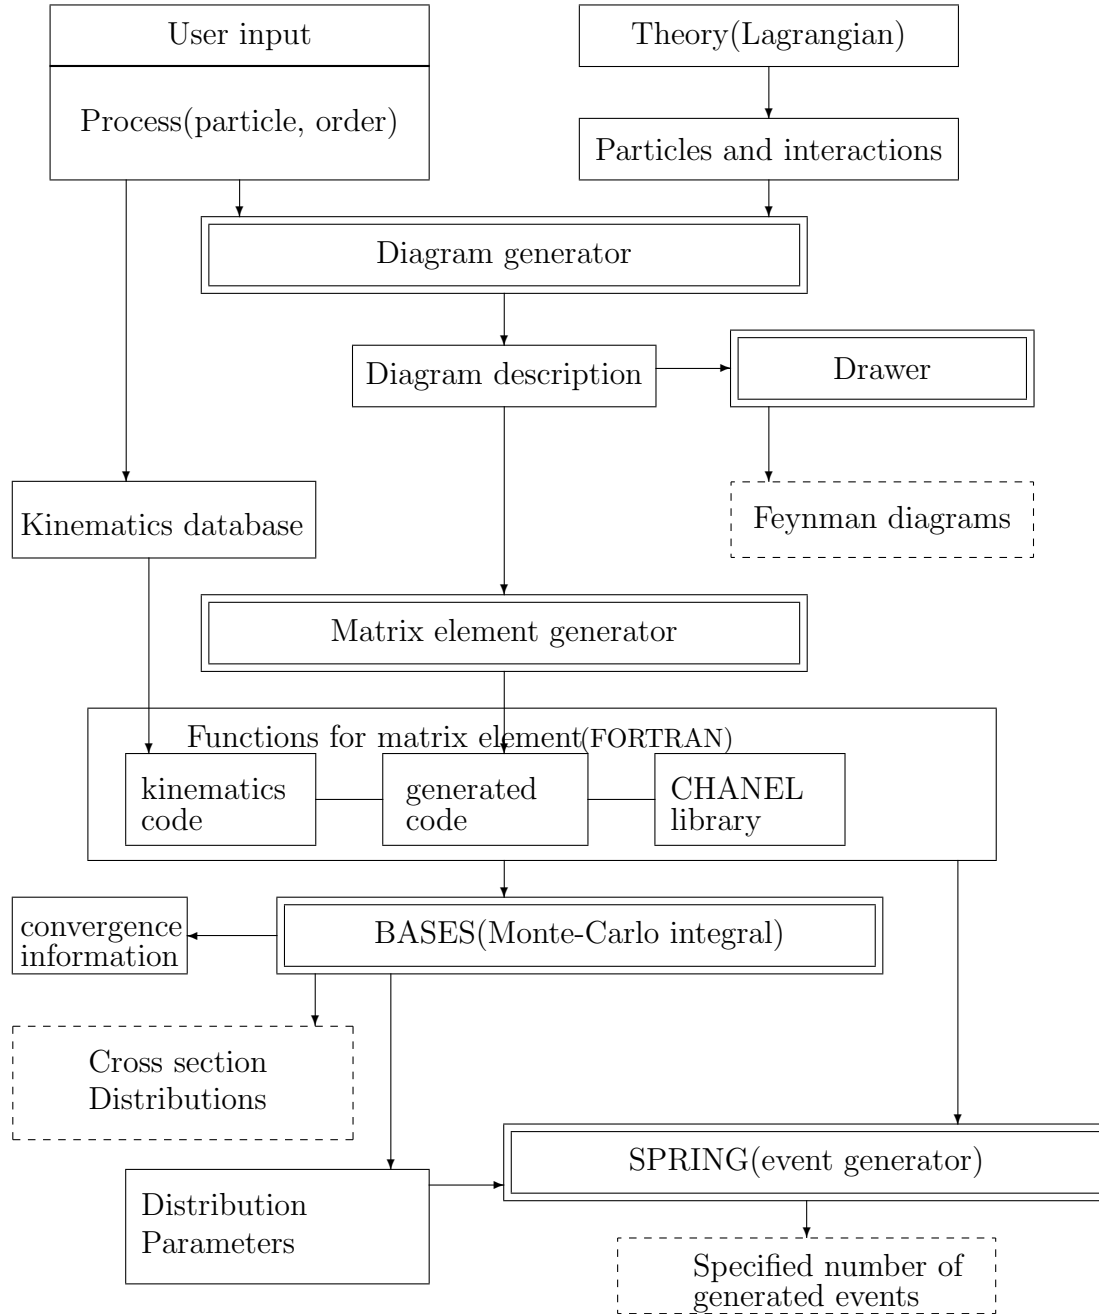 User input
Theory(Lagrangian)
Process(particle, order)
Particles and interactions
Diagram generator
Diagram description
Drawer
Kinematics database
Feynman diagrams
Matrix element generator
Functions for matrix element(FORTRAN)
kinematics
code
generated
code
CHANEL
library
convergence
information
BASES(Monte-Carlo integral)
Cross section
Distributions
SPRING(event generator)
Distribution
Parameters
Specified number of
generated events